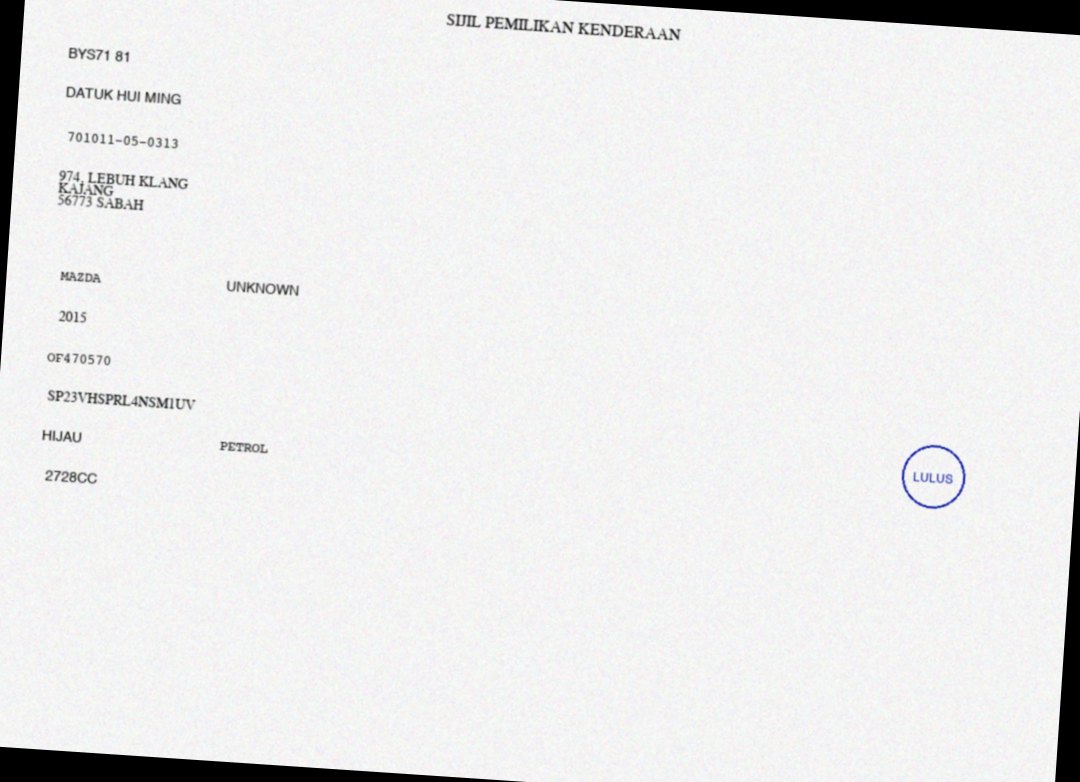 SIJIL PEMILIKAN KENDERAAN
BYS71 81
DATUK HUI MING
701011-05-0313
974, LEBUH KLANG
KAJANG
56773 SABAH
MAZDA UNKNOWN
2015
OF470570
SP23VHSPRL4NSM1UV
HIJAU PETROL
2728CC
LULUS